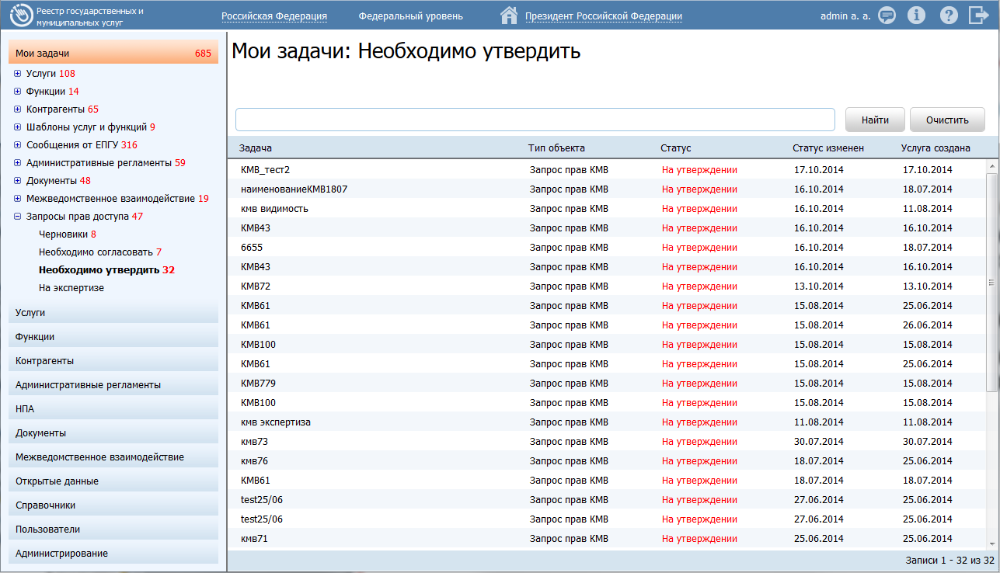 Реестр государственных и
муниципальных услуг
Российская Федерация
Федеральный уровень
Президент Российской Федерации
admin a. a.
Мои задачи 685
Услуги 108
Функции 14
Контрагенты 65
Шаблоны услуг и функций 9
Сообщения от ЕПГУ 316
Административные регламенты 59
Документы 48
Межведомственное взаимодействие 19
Запросы прав доступа 47
Черновики 8
Необходимо согласовать 7
Необходимо утвердить 32
На экспертизе
Услуги
Функции
Контрагенты
Административные регламенты
НПА
Документы
Межведомственное взаимодействие
Открытые данные
Справочники
Пользователи
Администрирование
Мои задачи: Необходимо утвердить
Найти Очистить
Задача Тип объекта Статус Статус изменен Услуга создана
КМВ_тест2 Запрос прав КМВ На утверждении 17.10.2014 17.10.2014
наименованиеКМВ1807 Запрос прав КМВ На утверждении 16.10.2014 18.07.2014
кмв видимость Запрос прав КМВ На утверждении 16.10.2014 11.08.2014
КМВ43 Запрос прав КМВ На утверждении 16.10.2014 16.10.2014
6655 Запрос прав КМВ На утверждении 16.10.2014 18.07.2014
КМВ43 Запрос прав КМВ На утверждении 16.10.2014 16.10.2014
КМВ72 Запрос прав КМВ На утверждении 13.10.2014 13.10.2014
КМВ61 Запрос прав КМВ На утверждении 15.08.2014 25.06.2014
КМВ61 Запрос прав КМВ На утверждении 15.08.2014 26.06.2014
КМВ100 Запрос прав КМВ На утверждении 15.08.2014 15.08.2014
КМВ61 Запрос прав КМВ На утверждении 15.08.2014 25.06.2014
КМВ779 Запрос прав КМВ На утверждении 15.08.2014 15.08.2014
КМВ100 Запрос прав КМВ На утверждении 15.08.2014 15.08.2014
кмв экспертиза Запрос прав КМВ На утверждении 11.08.2014 11.08.2014
кмв73 Запрос прав КМВ На утверждении 30.07.2014 30.07.2014
кмв76 Запрос прав КМВ На утверждении 18.07.2014 25.06.2014
КМВ61 Запрос прав КМВ На утверждении 18.07.2014 18.07.2014
test25/06 Запрос прав КМВ На утверждении 27.06.2014 25.06.2014
test25/06 Запрос прав КМВ На утверждении 27.06.2014 25.06.2014
кмв71 Запрос прав КМВ На утверждении 25.06.2014 25.06.2014
Записи 1 - 32 из 32